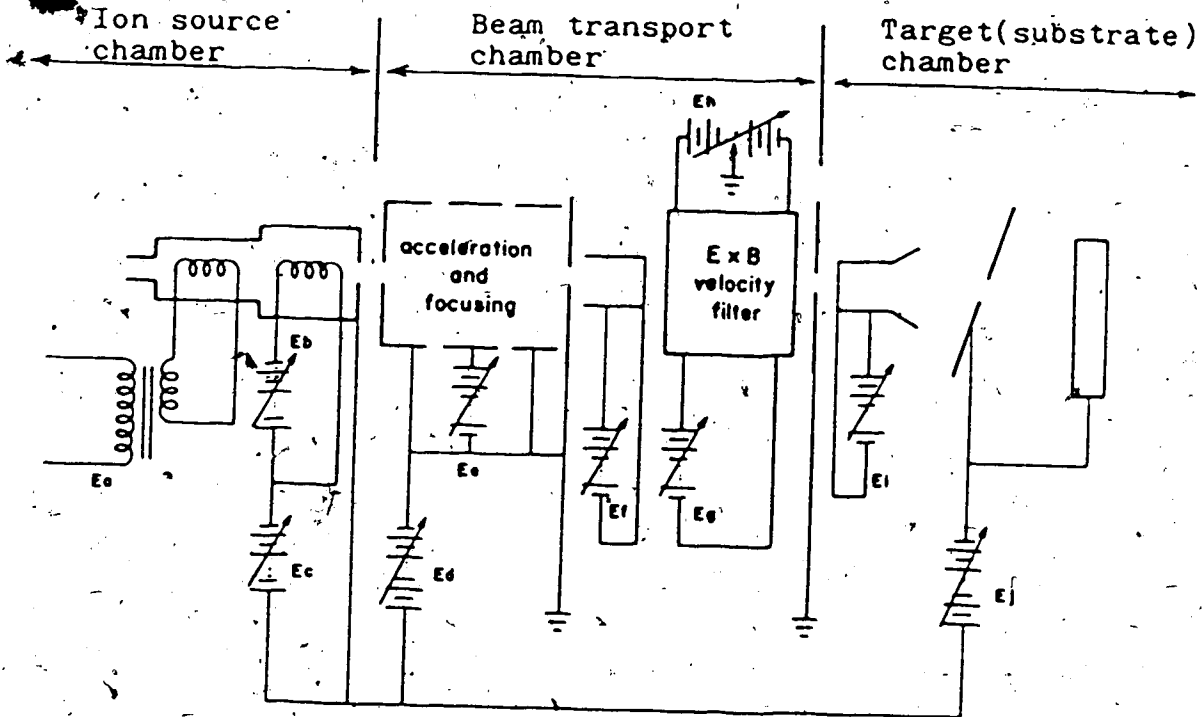 Ion source
chamber
Beam transport
chamber
Target(substrate)
chamber
Eh
acceleration
and
focusing
E x B
velocity
filter
Eb
Ea
Ee
Ef
Eg
Ei
Ec
Ed
Ej